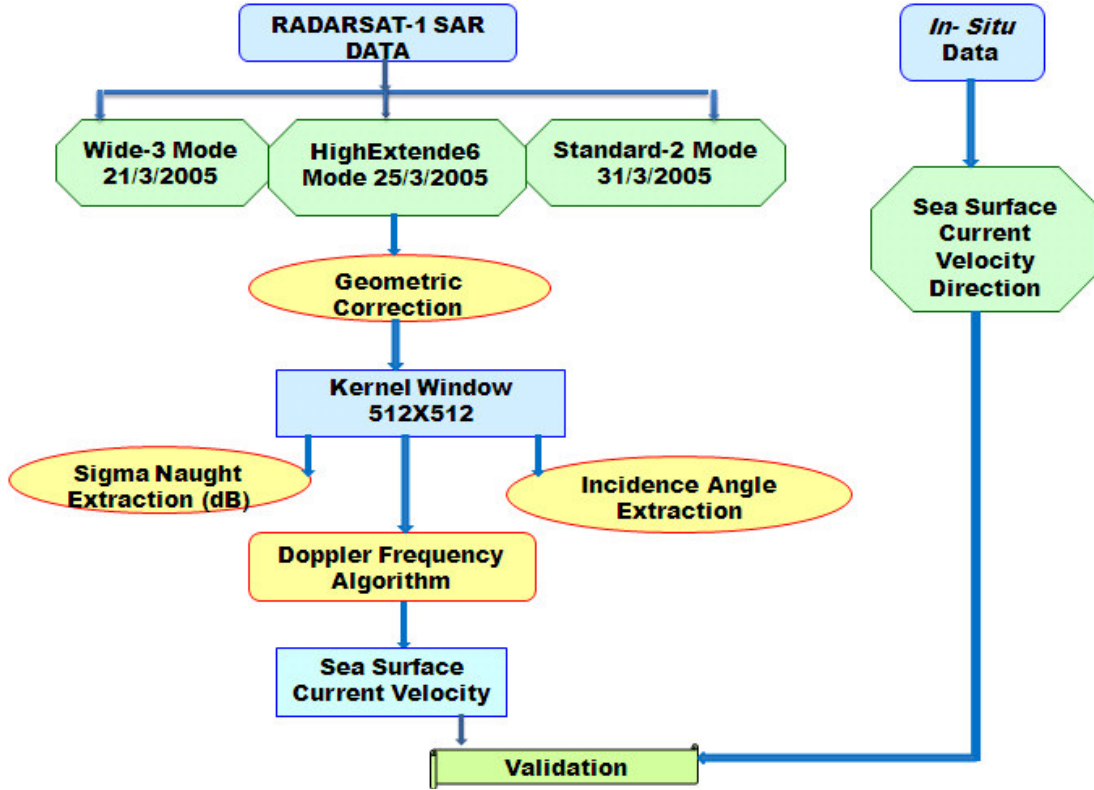 RADARSAT-1 SAR
DATA
In- Situ
Data
Wide-3 Mode
21/3/2005
HighExtende6
Mode 25/3/2005
Standard-2 Mode
31/3/2005
Sea Surface
Current
Velocity
Direction
Geometric
Correction
Kernel Window
512X512
Sigma Naught
Extraction (dB)
Incidence Angle
Extraction
Doppler Frequency
Algorithm
Sea Surface
Current Velocity
Validation